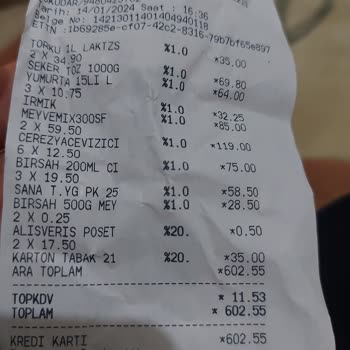 Tarih: 14/01/2024 Saat : 16:36
Belge No: 14213011401404940118
ETTN :1b69285e-cf07-42c2-8316-79b7bf65e897
TORKU 1L LAKTZS %1.0 *35.00
2 X 34.90
SEKER TOZ 1000G %1.0 *69.80
YUMURTA 15LI L %1.0 *64.00
3 X 10.75
IRMIK %1.0 *32.25
MEYVEMIX300SF %1.0 *85.00
2 X 59.50
CEREZYACEVIZICI %1.0 *119.00
6 X 12.50
BIRSAH 200ML CI %1.0 *75.00
3 X 19.50
SANA T.YG PK 25 %1.0 *58.50
BIRSAH 500G MEY %1.0 *28.50
2 X 0.25
ALISVERIS POSET %20. *0.50
2 X 17.50
KARTON TABAK 21 %20. *35.00
ARA TOPLAM *602.55
TOPKDV * 11.53
TOPLAM * 602.55
KREDI KARTI *602.55